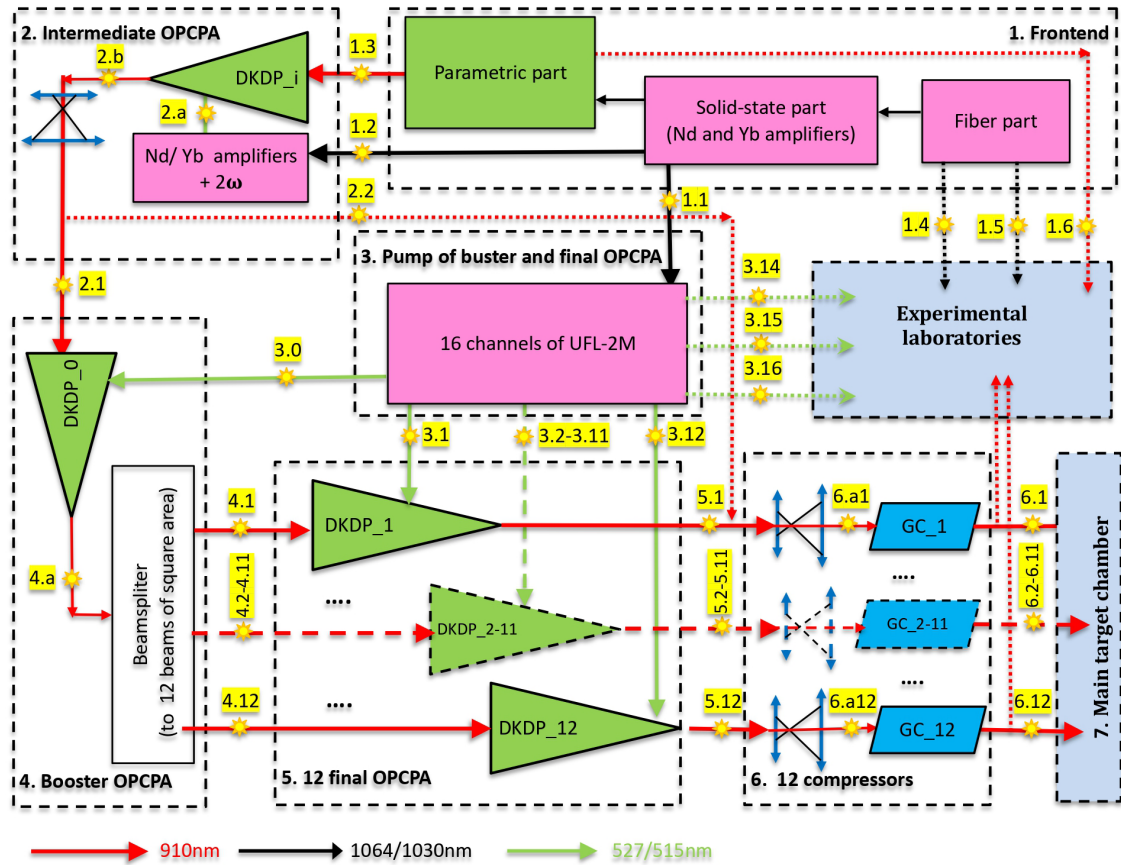 2. Intermediate OPCPA
2.b
DKDP_i
2.a
Nd/ Yb amplifiers
+ 2ω
1.3
1.2
2.2
1. Frontend
Parametric part
Solid-state part
(Nd and Yb amplifiers)
Fiber part
1.1
1.4
1.5
1.6
2.1
3. Pump of buster and final OPCPA
16 channels of UFL-2M
3.14
3.15
3.16
Experimental
laboratories
3.0
3.1
3.2-3.11
3.12
DKDP_0
4.a
Beamspliter
(to 12 beams of square area)
4. Booster OPCPA
4.1
4.2-4.11
4.12
DKDP_1
....
DKDP_2-11
....
DKDP_12
5. 12 final OPCPA
5.1
5.2-5.11
5.12
6.a1
GC_1
....
GC_2-11
....
6.a12
GC_12
6. 12 compressors
6.1
6.2-6.11
6.12
7. Main target chamber
910nm
1064/1030nm
527/515nm